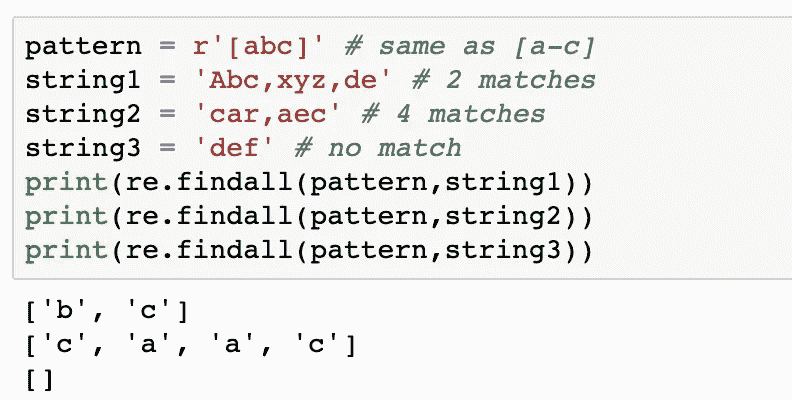 pattern = r'[abc]' # same as [a-c]
string1 = 'Abc,xyz,de' # 2 matches
string2 = 'car,aec' # 4 matches
string3 = 'def' # no match
print(re.findall(pattern,string1))
print(re.findall(pattern,string2))
print(re.findall(pattern,string3))
['b', 'c']
['c', 'a', 'a', 'c']
[]